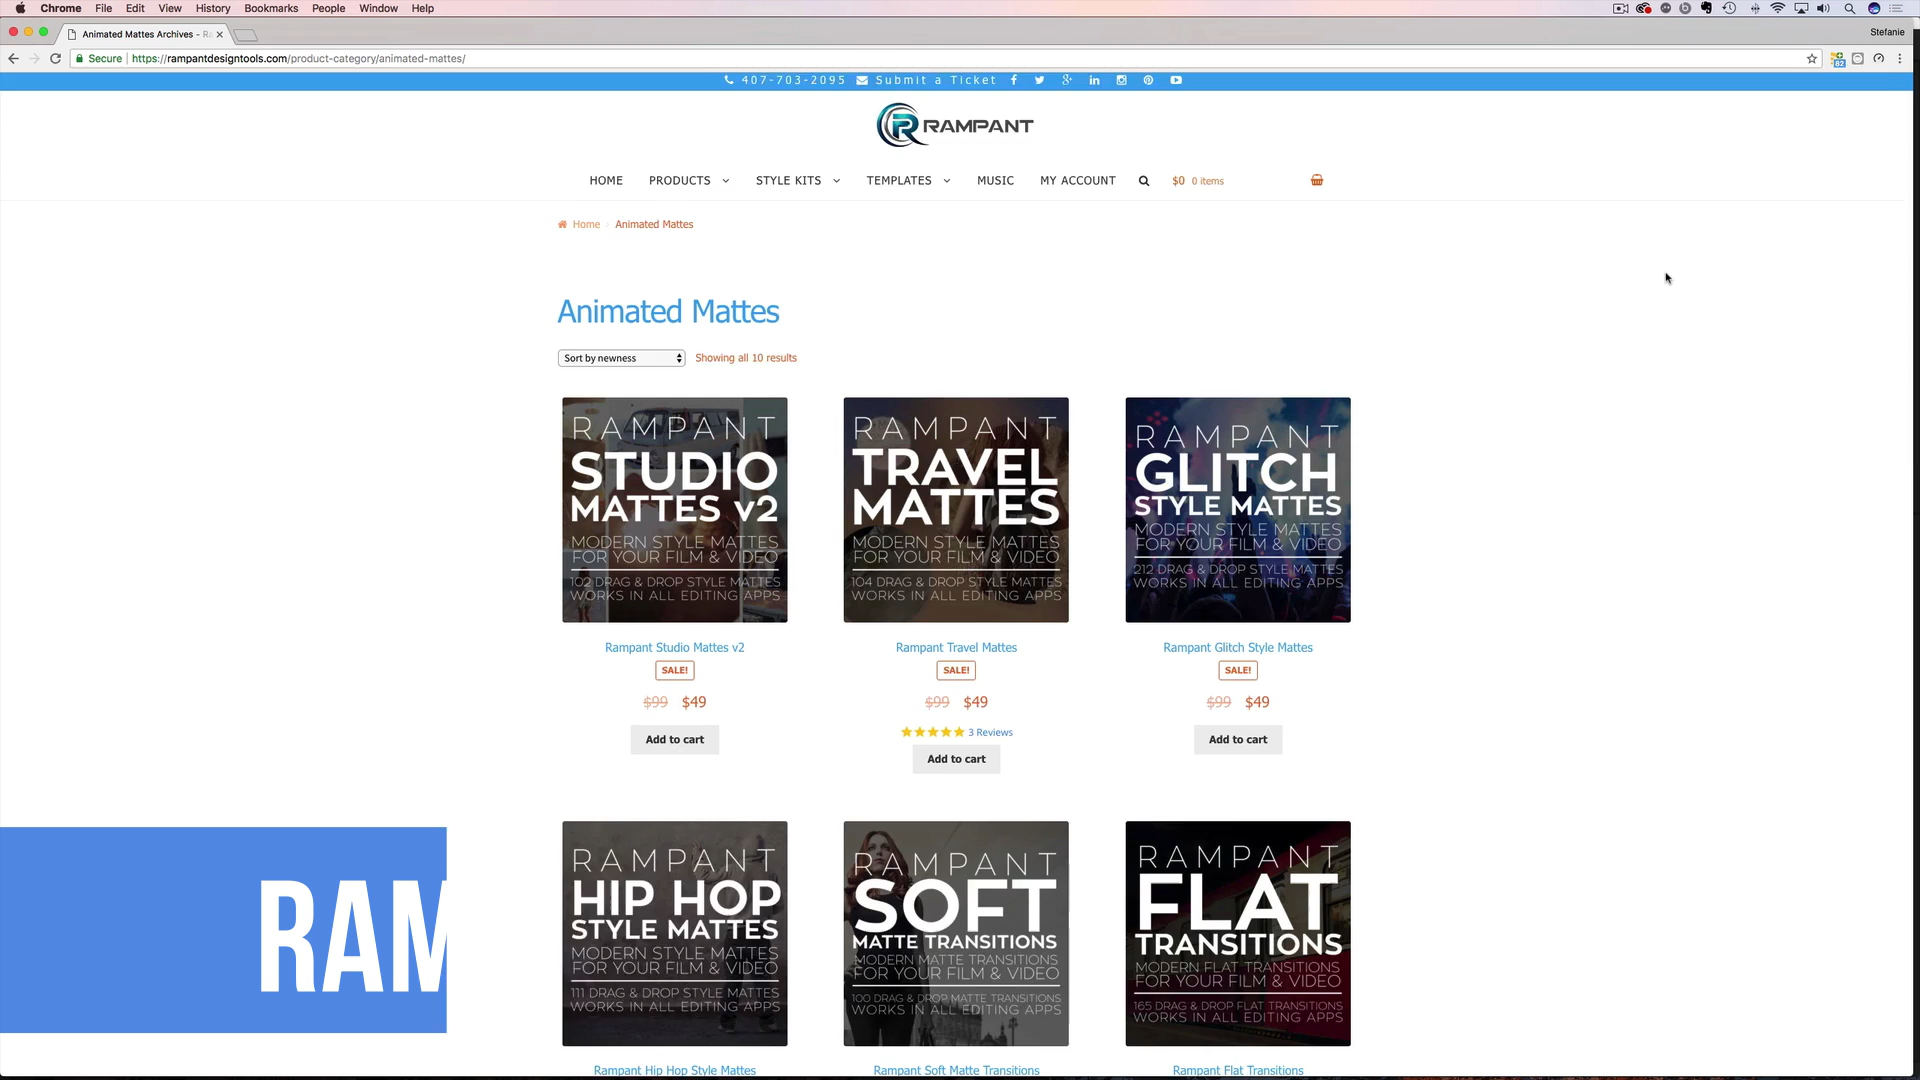 Chrome File Edit View History Bookmarks People Window Help
Animated Mattes Archives - Ra
Stefanie
Secure https://rampantdesigntools.com/product-category/animated-mattes/
82
407-703-2095 Submit a Ticket
RAMPANT
HOME PRODUCTS STYLE KITS TEMPLATES MUSIC MY ACCOUNT $0 0 items
Home Animated Mattes
Animated Mattes
Sort by newness Showing all 10 results
RAMPANT
STUDIO
MATTES v2
MODERN STYLE MATTES
FOR YOUR FILM & VIDEO
102 DRAG & DROP STYLE MATTES
WORKS IN ALL EDITING APPS
RAMPANT
TRAVEL
MATTES
MODERN STYLE MATTES
FOR YOUR FILM & VIDEO
104 DRAG & DROP STYLE MATTES
WORKS IN ALL EDITING APPS
RAMPANT
GLITCH
STYLE MATTES
MODERN STYLE MATTES
FOR YOUR FILM & VIDEO
212 DRAG & DROP STYLE MATTES
WORKS IN ALL EDITING APPS
Rampant Studio Mattes v2
SALE!
$99 $49
Add to cart
Rampant Travel Mattes
SALE!
$99 $49
3 Reviews
Add to cart
Rampant Glitch Style Mattes
SALE!
$99 $49
Add to cart
RAMPANT
HIP HOP
STYLE MATTES
MODERN STYLE MATTES
FOR YOUR FILM & VIDEO
111 DRAG & DROP STYLE MATTES
WORKS IN ALL EDITING APPS
RAMPANT
SOFT
MATTE TRANSITIONS
MODERN MATTE TRANSITIONS
FOR YOUR FILM & VIDEO
100 DRAG & DROP MATTE TRANSITIONS
WORKS IN ALL EDITING APPS
RAMPANT
FLAT
TRANSITIONS
MODERN FLAT TRANSITIONS
FOR YOUR FILM & VIDEO
165 DRAG & DROP FLAT TRANSITIONS
WORKS IN ALL EDITING APPS
Rampant Hip Hop Style Mattes
Rampant Soft Matte Transitions
Rampant Flat Transitions
RAM